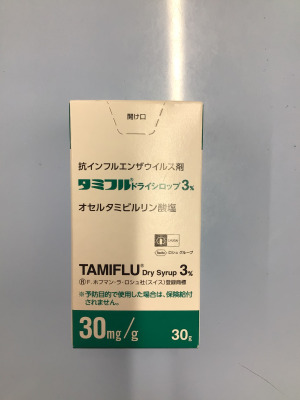 開け口
抗インフルエンザウイルス剤
タミフル®ドライシロップ3%
オセルタミビルリン酸塩
Roche ロシュ グループ
TAMIFLU® Dry Syrup 3%
Ⓡ F. ホフマン・ラ・ロシュ社(スイス)登録商標
※予防目的で使用した場合は、保険給付
されません。
30mg/g 30g